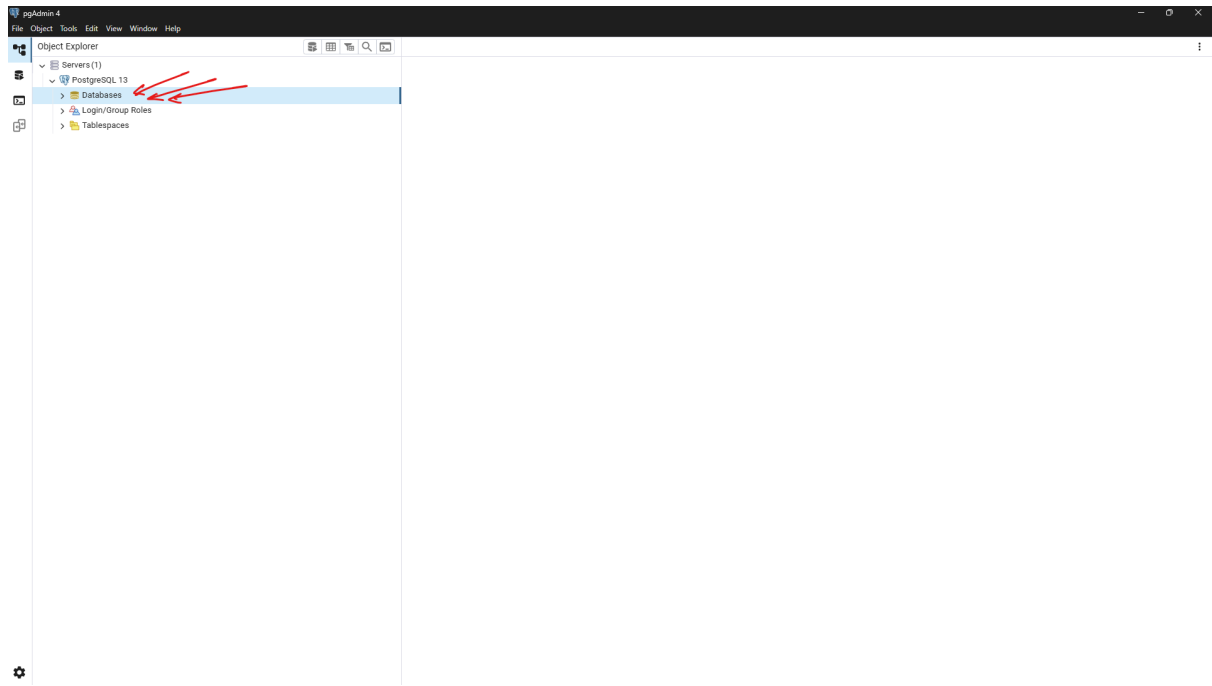 pgAdmin 4
File Object Tools Edit View Window Help
Object Explorer
Servers (1)
PostgreSQL 13
Databases
Login/Group Roles
Tablespaces